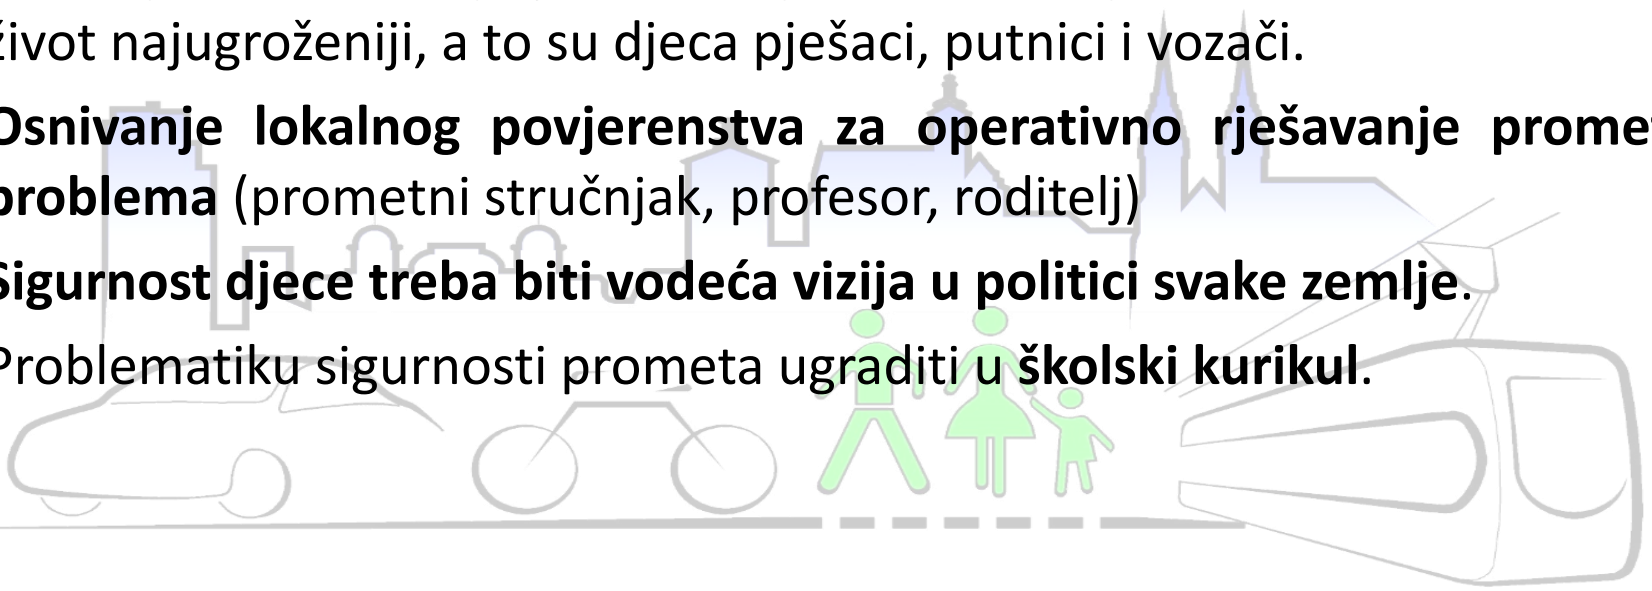 život najugroženiji, a to su djeca pješaci, putnici i vozači.
Osnivanje lokalnog povjerenstva za operativno rješavanje
problema (prometni stručnjak, profesor, roditelj)
Sigurnost djece treba biti vodeća vizija u politici svake zemlje.
Problematiku sigurnosti prometa ugraditi u školski kurikul.